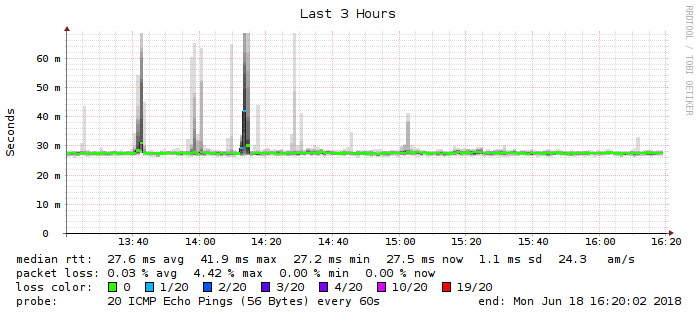 Last 3 Hours
RRDTOOL / TOBI OETIKER
Seconds
60 m
50 m
40 m
30 m
20 m
10 m
0
13:40 14:00 14:20 14:40 15:00 15:20 15:40 16:00 16:20
median rtt: 27.6 ms avg 41.9 ms max 27.2 ms min 27.5 ms now 1.1 ms sd 24.3 am/s
packet loss: 0.03 % avg 4.42 % max 0.00 % min 0.00 % now
loss color: 0 1/20 2/20 3/20 4/20 10/20 19/20
probe: 20 ICMP Echo Pings (56 Bytes) every 60s end: Mon Jun 18 16:20:02 2018